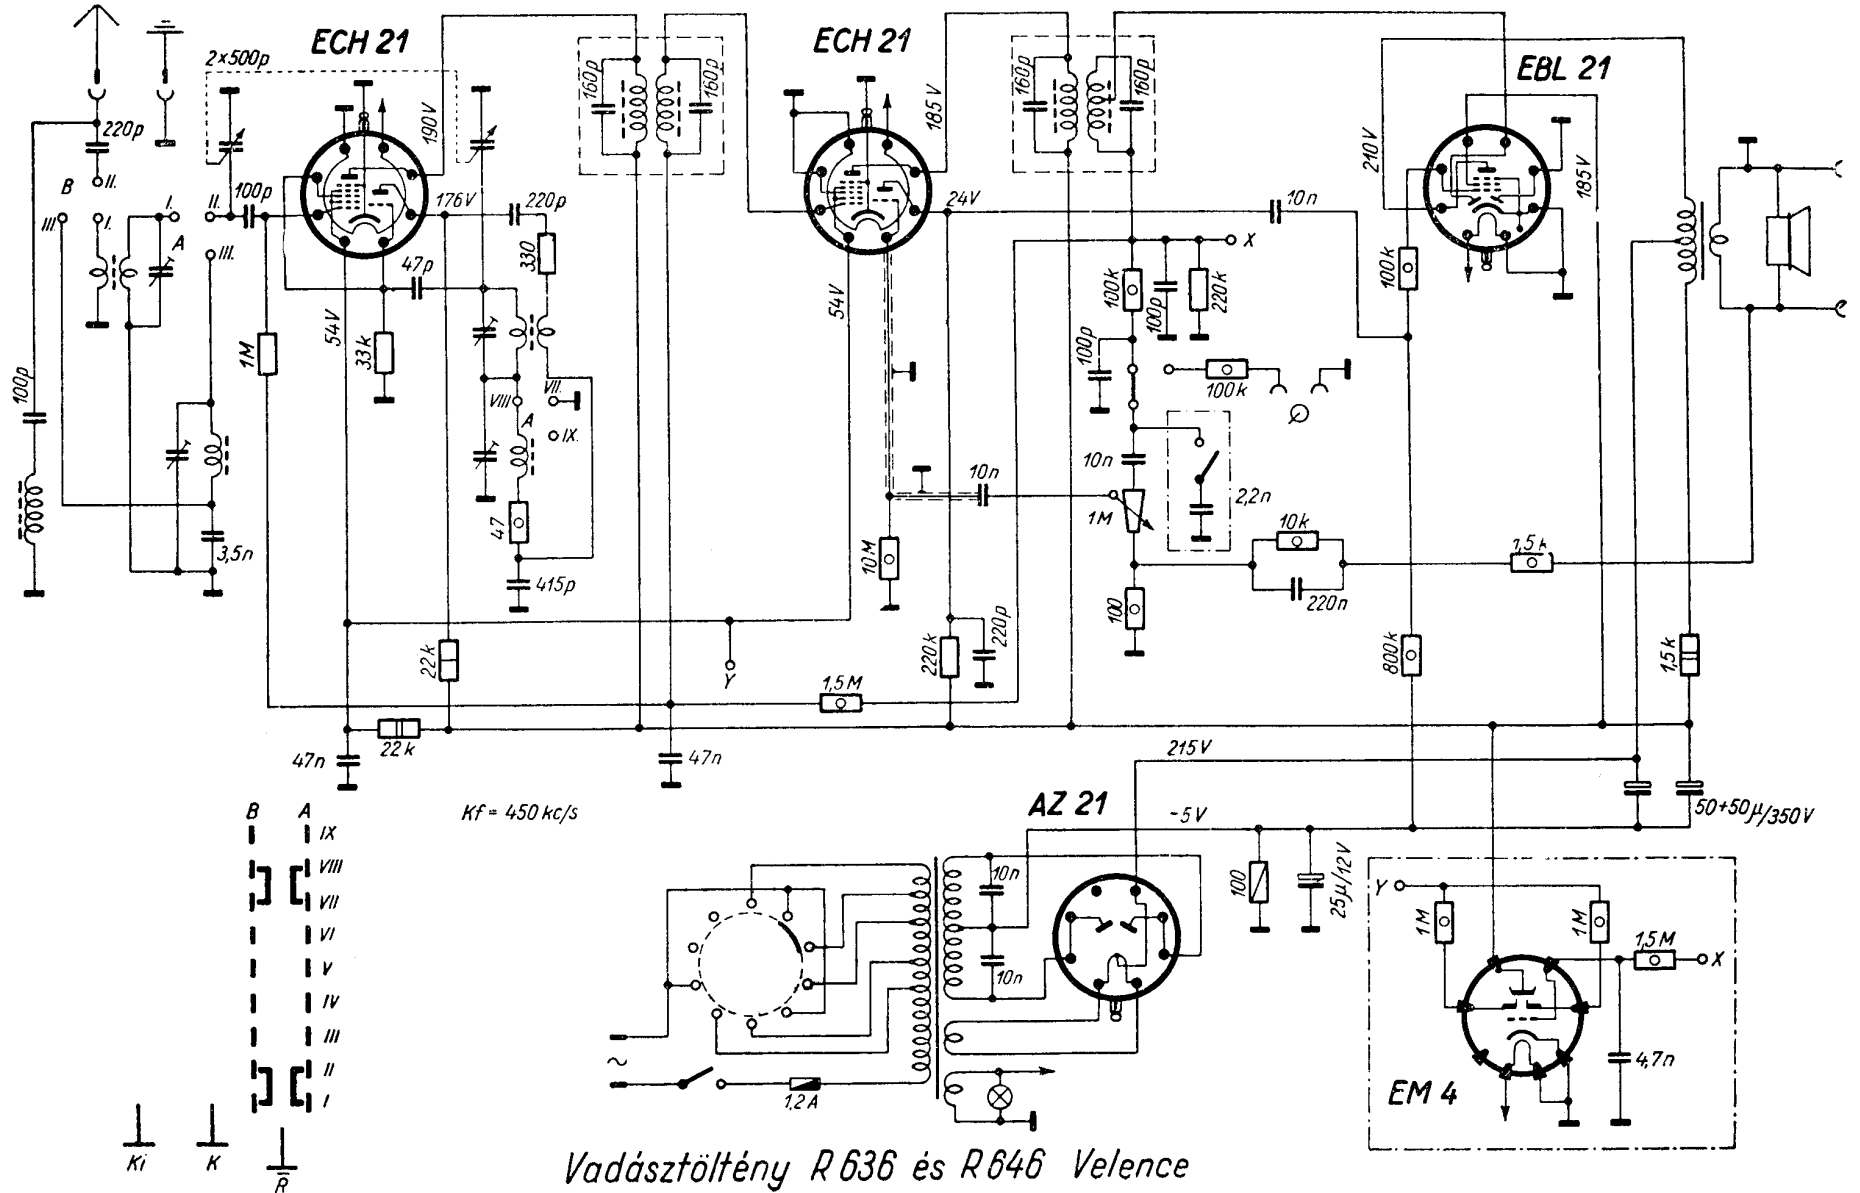 ECH 21
ECH 21
EBL 21
2×500p
220p
B
II.
I.
III.
I.
A
II.
III.
100p
190V
176V
160p
160p
220p
330
47p
54V
33k
1M
100p
VII.
VIII
A
IX.
47
415p
3,5n
22k
22k
47n
47n
Kf = 450 kc/s
185V
24V
54V
160p
160p
10n
X
100k
100p
220k
100p
100k
10n
10n
1M
2,2n
10M
10k
220n
100
1,5k
220k
220p
1,5M
Y
210V
185V
100k
800k
1,5k
215V
-5V
50+50µ/350V
AZ 21
10n
10n
100
25µ/12V
~
1,2A
Y
1M
1M
1,5M
X
4,7n
EM 4
B A
IX
VIII
VII
VI
V
IV
III
II
I
Ki
K
R
Vadásztöltény R 636 és R 646 Velence